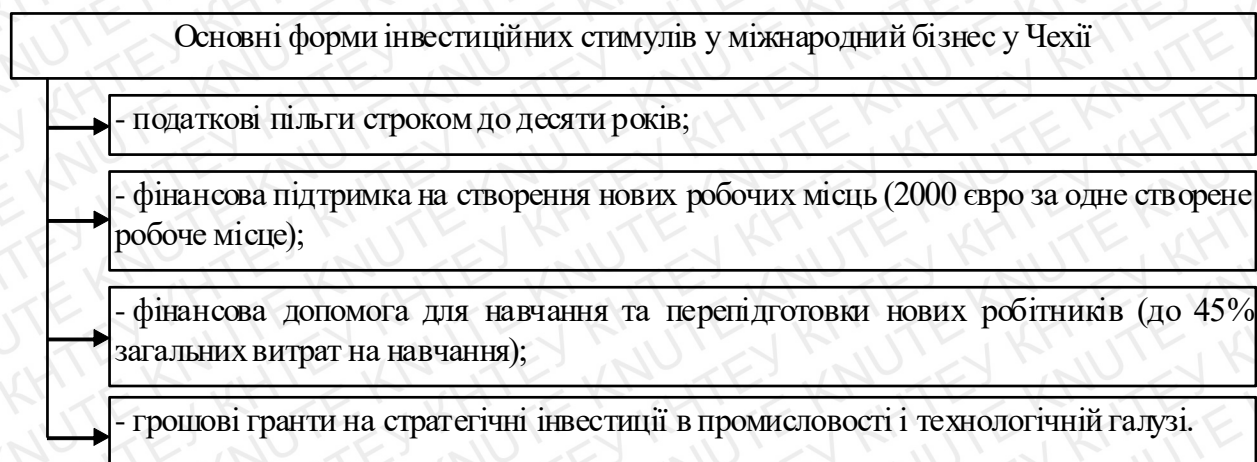 Основні форми інвестиційних стимулів у міжнародний бізнес у Чехії
- податкові пільги строком до десяти років;
- фінансова підтримка на створення нових робочих місць (2000 євро за одне створене
робоче місце);
- фінансова допомога для навчання та перепідготовки нових робітників (до 45%
загальних витрат на навчання);
- грошові гранти на стратегічні інвестиції в промисловості і технологічній галузі.